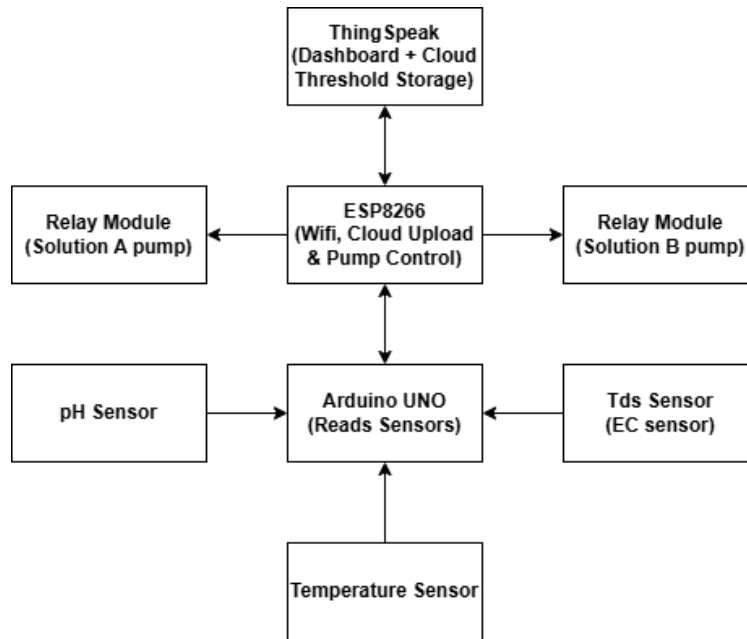 ThingSpeak
(Dashboard + Cloud
Threshold Storage)
Relay Module
(Solution A pump)
ESP8266
(Wifi, Cloud Upload
& Pump Control)
Relay Module
(Solution B pump)
pH Sensor
Arduino UNO
(Reads Sensors)
Tds Sensor
(EC sensor)
Temperature Sensor